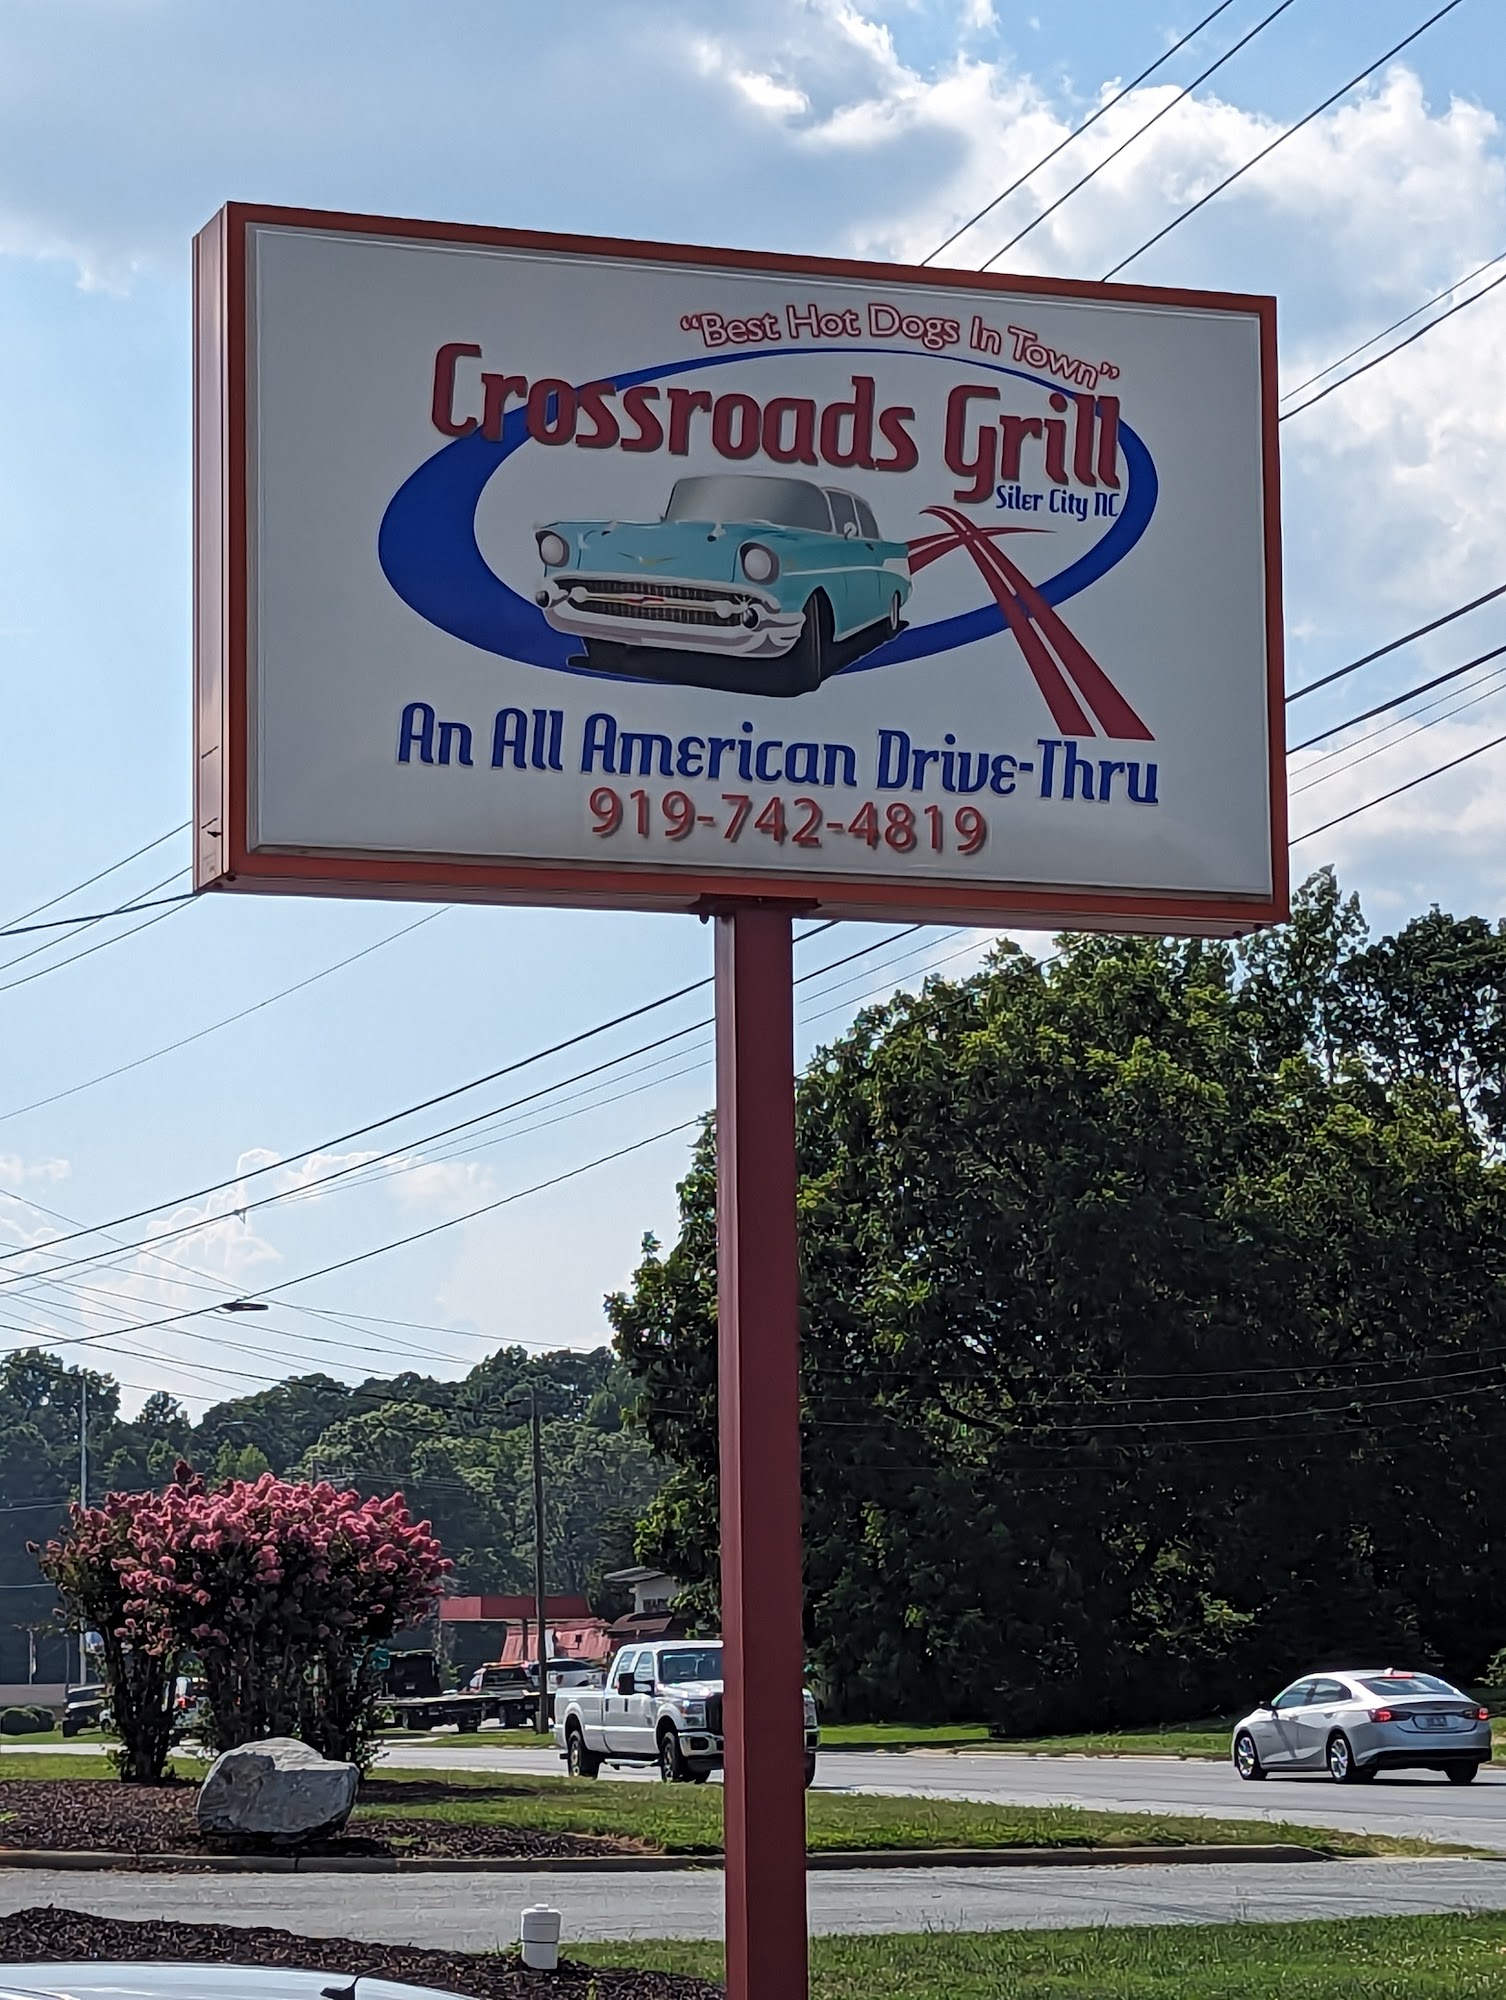 “Best Hot Dogs In Town”
Crossroads Grill
Siler City NC
An All American Drive-Thru
919-742-4819